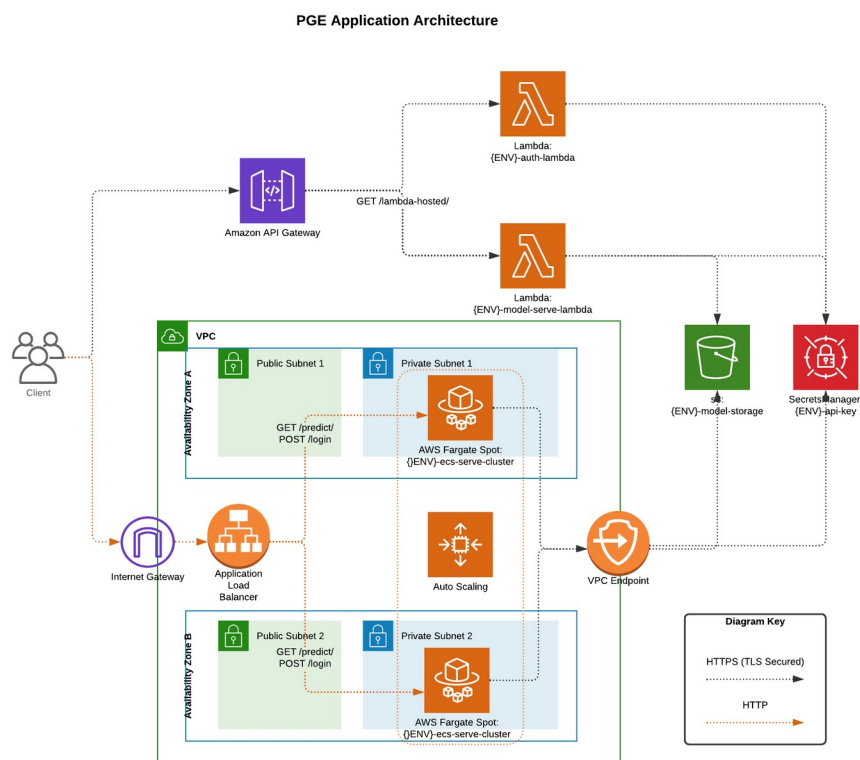 PGE Application Architecture
Lambda:
{ENV}-auth-lambda
GET /lambda-hosted/
Amazon API Gateway
Lambda:
{ENV}-model-serve-lambda
Client
VPC
Availability Zone A
Public Subnet 1
Private Subnet 1
GET /predict/
POST /login
AWS Fargate Spot:
{}ENV}-ecs-serve-cluster
s3:
{ENV}-model-storage
SecretsManager
{ENV}-api-key
Internet Gateway
Application
Load
Balancer
Auto Scaling
VPC Endpoint
Availability Zone B
Public Subnet 2
Private Subnet 2
GET /predict/
POST /login
AWS Fargate Spot:
{}ENV}-ecs-serve-cluster
Diagram Key
HTTPS (TLS Secured)
HTTP